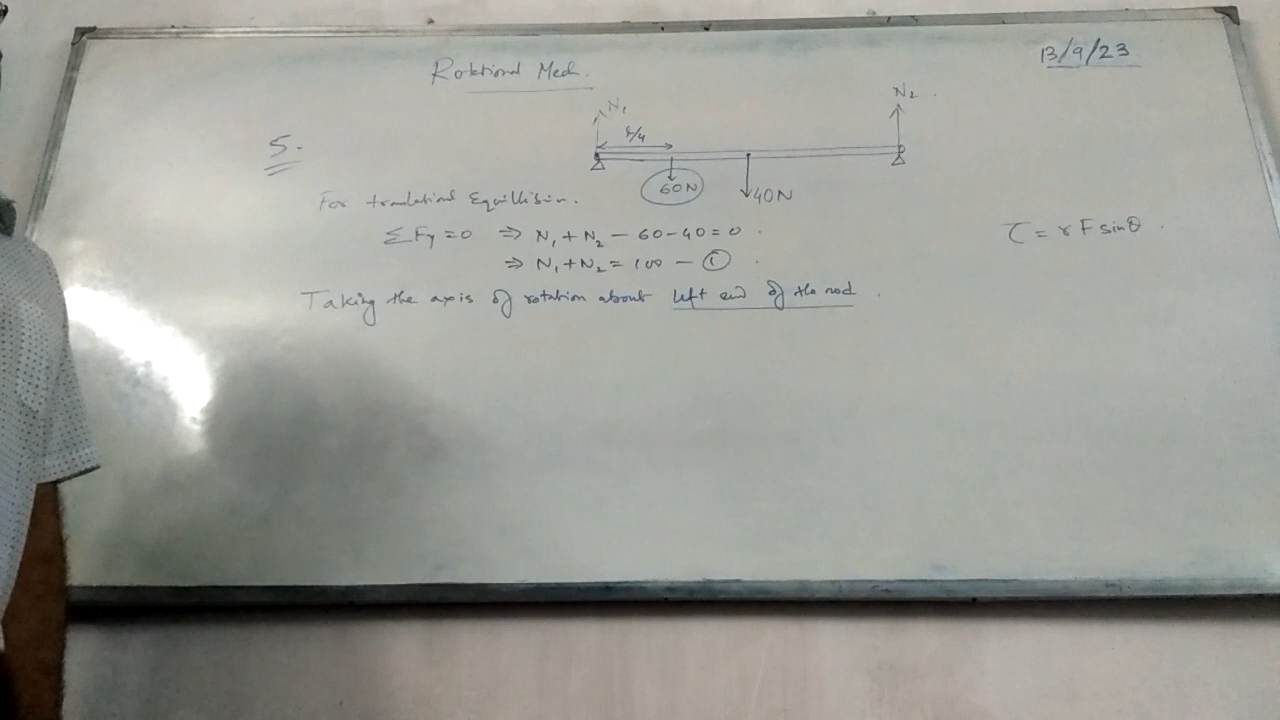 Rotational Mech.
13/9/23
N₁
N₂
5.
l/4
60N
40N
For translational Equillibrium.
ΣFy = 0 ⇒ N₁ + N₂ - 60 - 40 = 0
τ = r F sinθ
⇒ N₁ + N₂ = 100 - ①
Taking the axis of rotation about left end of the rod